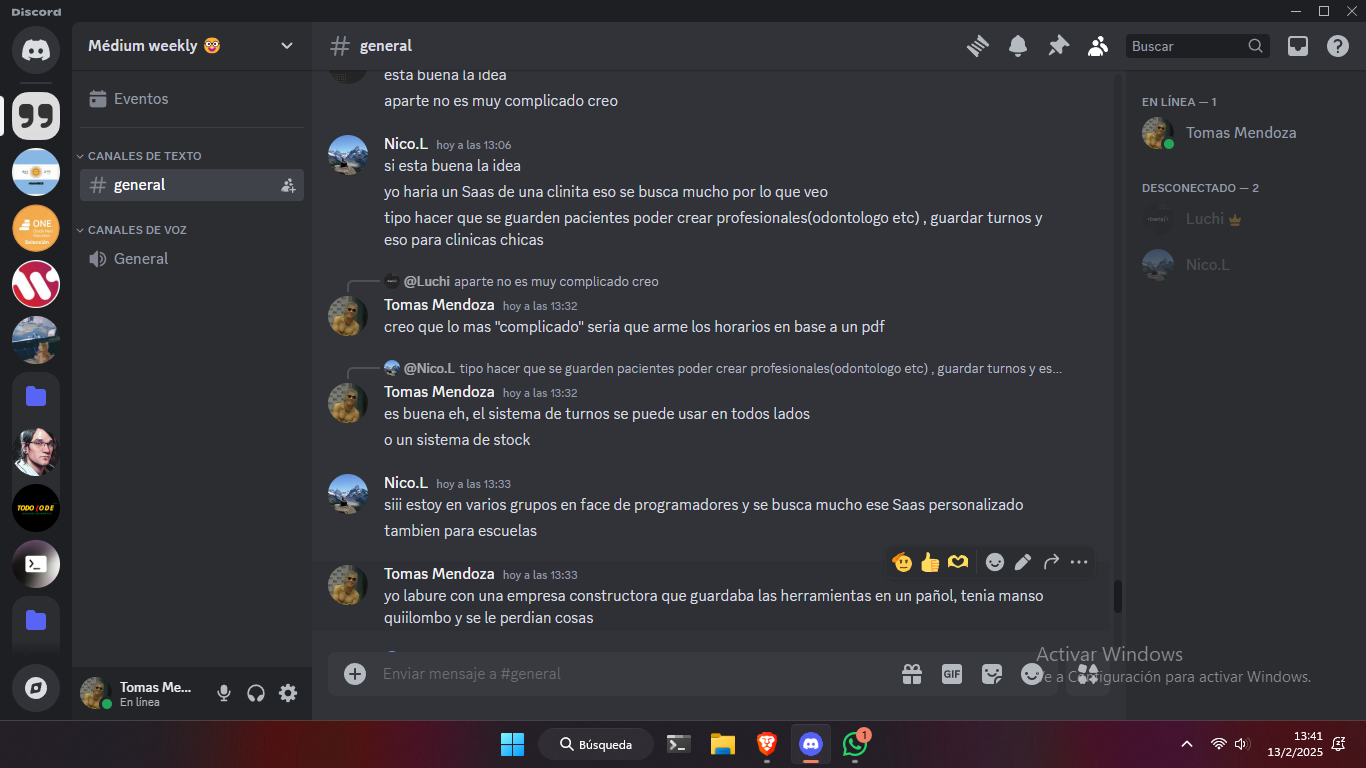 Discord
Médium weekly
general
Buscar
Eventos
CANALES DE TEXTO
general
CANALES DE VOZ
General
esta buena la idea
aparte no es muy complicado creo
Nico.L hoy a las 13:06
si esta buena la idea
yo haria un Saas de una clinita eso se busca mucho por lo que veo
tipo hacer que se guarden pacientes poder crear profesionales(odontologo etc) , guardar turnos y
eso para clinicas chicas
@Luchi aparte no es muy complicado creo
Tomas Mendoza hoy a las 13:32
creo que lo mas "complicado" seria que arme los horarios en base a un pdf
@Nico.L tipo hacer que se guarden pacientes poder crear profesionales(odontologo etc) , guardar turnos y es...
Tomas Mendoza hoy a las 13:32
es buena eh, el sistema de turnos se puede usar en todos lados
o un sistema de stock
Nico.L hoy a las 13:33
siii estoy en varios grupos en face de programadores y se busca mucho ese Saas personalizado
tambien para escuelas
Tomas Mendoza hoy a las 13:33
yo labure con una empresa constructora que guardaba las herramientas en un pañol, tenia manso
quiilombo y se le perdian cosas
Enviar mensaje a #general
GIF
EN LÍNEA — 1
Tomas Mendoza
DESCONECTADO — 2
Luchi
Nico.L
ONE
TODO CODE
Tomas Me...
En línea
Activar Windows
Ve a Configuración para activar Windows.
Búsqueda
1
13:41
13/2/2025